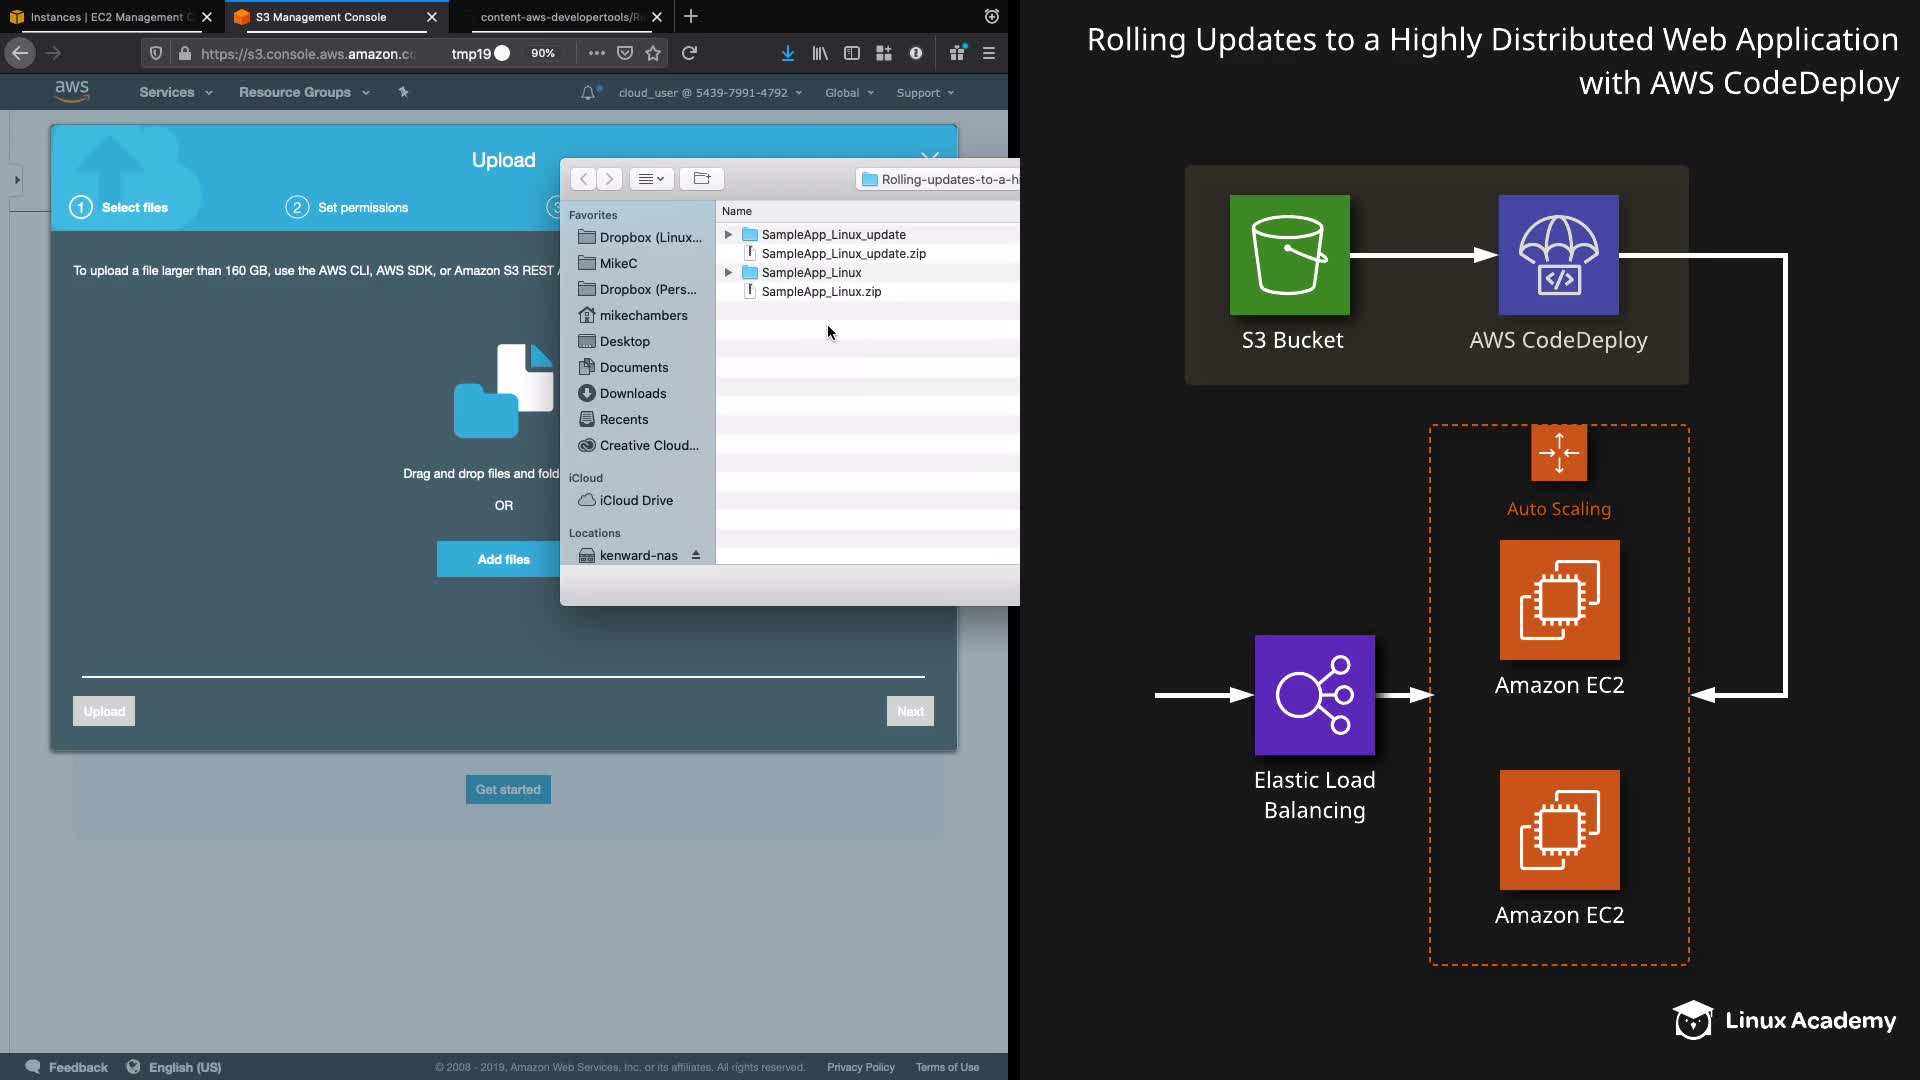 Instances | EC2 Management C
S3 Management Console
content-aws-developertools/R
https://s3.console.aws.amazon.co
tmp19
90%
aws
Services
Resource Groups
cloud_user @ 5439-7991-4792
Global
Support
Upload
1 Select files
2 Set permissions
3
To upload a file larger than 160 GB, use the AWS CLI, AWS SDK, or Amazon S3 REST
Drag and drop files and fold
OR
Add files
Upload
Next
Get started
Rolling-updates-to-a-h
Favorites
Dropbox (Linux...
MikeC
Dropbox (Pers...
mikechambers
Desktop
Documents
Downloads
Recents
Creative Cloud...
iCloud
iCloud Drive
Locations
kenward-nas
Name
SampleApp_Linux_update
SampleApp_Linux_update.zip
SampleApp_Linux
SampleApp_Linux.zip
Feedback
English (US)
© 2008 - 2019, Amazon Web Services, Inc. or its affiliates. All rights reserved.
Privacy Policy
Terms of Use
Rolling Updates to a Highly Distributed Web Application
with AWS CodeDeploy
S3 Bucket
AWS CodeDeploy
Auto Scaling
Amazon EC2
Elastic Load
Balancing
Amazon EC2
Linux Academy